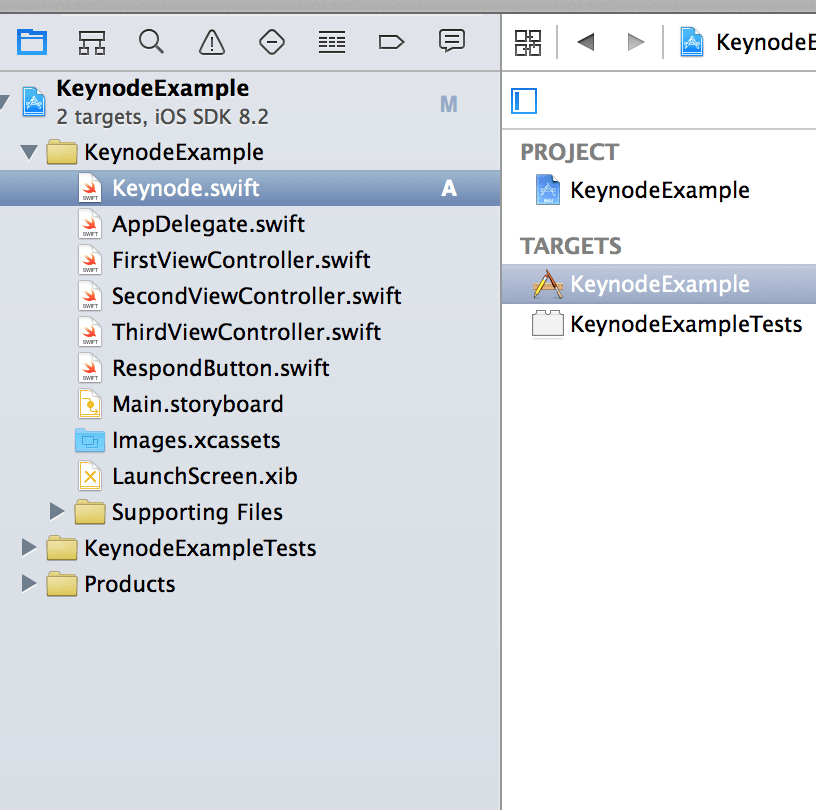 KeynodeExample
2 targets, iOS SDK 8.2
M
KeynodeExample
Keynode.swift
A
AppDelegate.swift
FirstViewController.swift
SecondViewController.swift
ThirdViewController.swift
RespondButton.swift
Main.storyboard
Images.xcassets
LaunchScreen.xib
Supporting Files
KeynodeExampleTests
Products
KeynodeE
PROJECT
KeynodeExample
TARGETS
KeynodeExample
KeynodeExampleTests